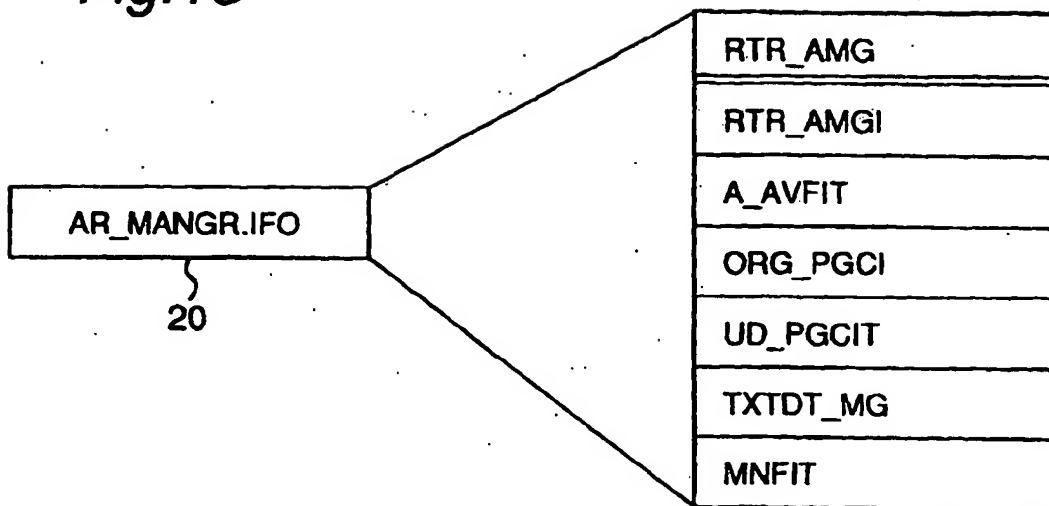 AR_MANGR.IFO
20
RTR_AMG
RTR_AMGI
A_AVFIT
ORG_PGCI
UD_PGCIT
TXTDT_MG
MNFIT